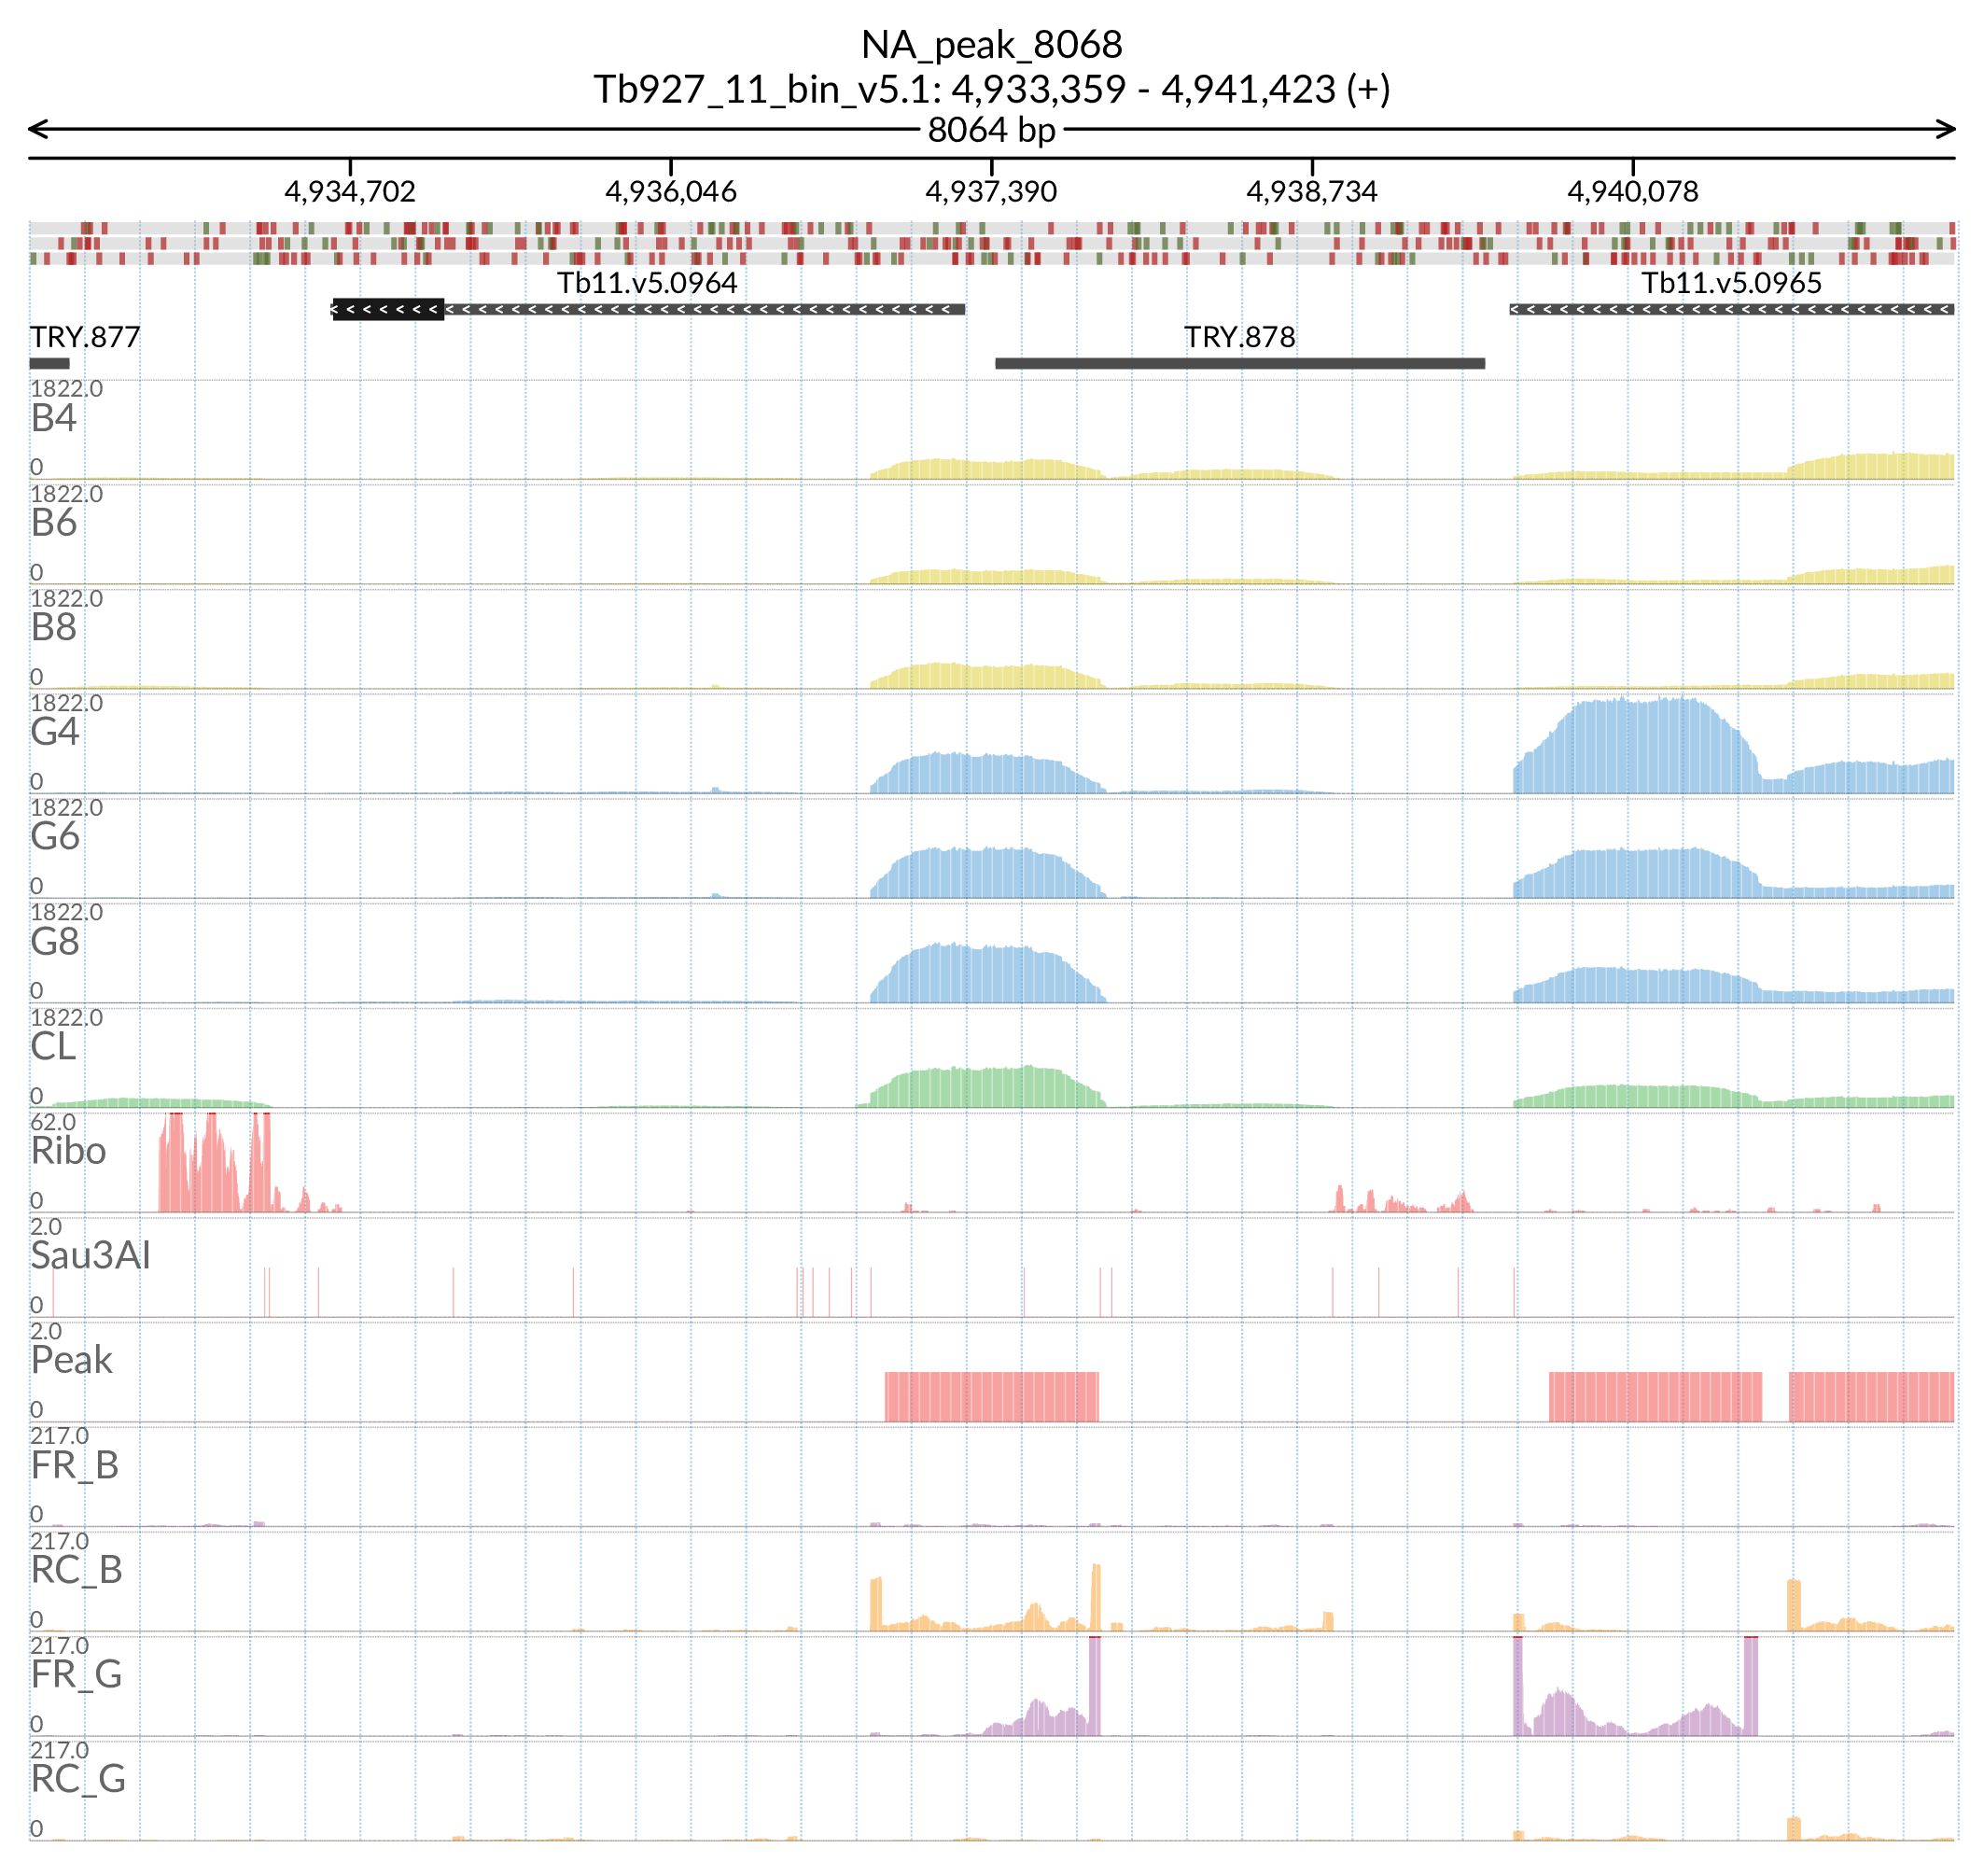 NA_peak_8068
Tb927_11_bin_v5.1: 4,933,359 - 4,941,423 (+)
8064 bp
4,934,702 4,936,046 4,937,390 4,938,734 4,940,078
Tb11.v5.0964 Tb11.v5.0965
TRY.877 TRY.878
1822.0
B4
0
1822.0
B6
0
1822.0
B8
0
1822.0
G4
0
1822.0
G6
0
1822.0
G8
0
1822.0
CL
0
62.0
Ribo
0
2.0
Sau3AI
0
2.0
Peak
0
217.0
FR_B
0
217.0
RC_B
0
217.0
FR_G
0
217.0
RC_G
0